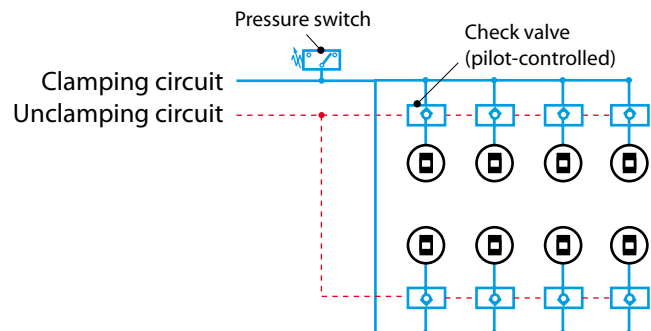 Pressure switch
Check valve
(pilot-controlled)
Clamping circuit
Unclamping circuit